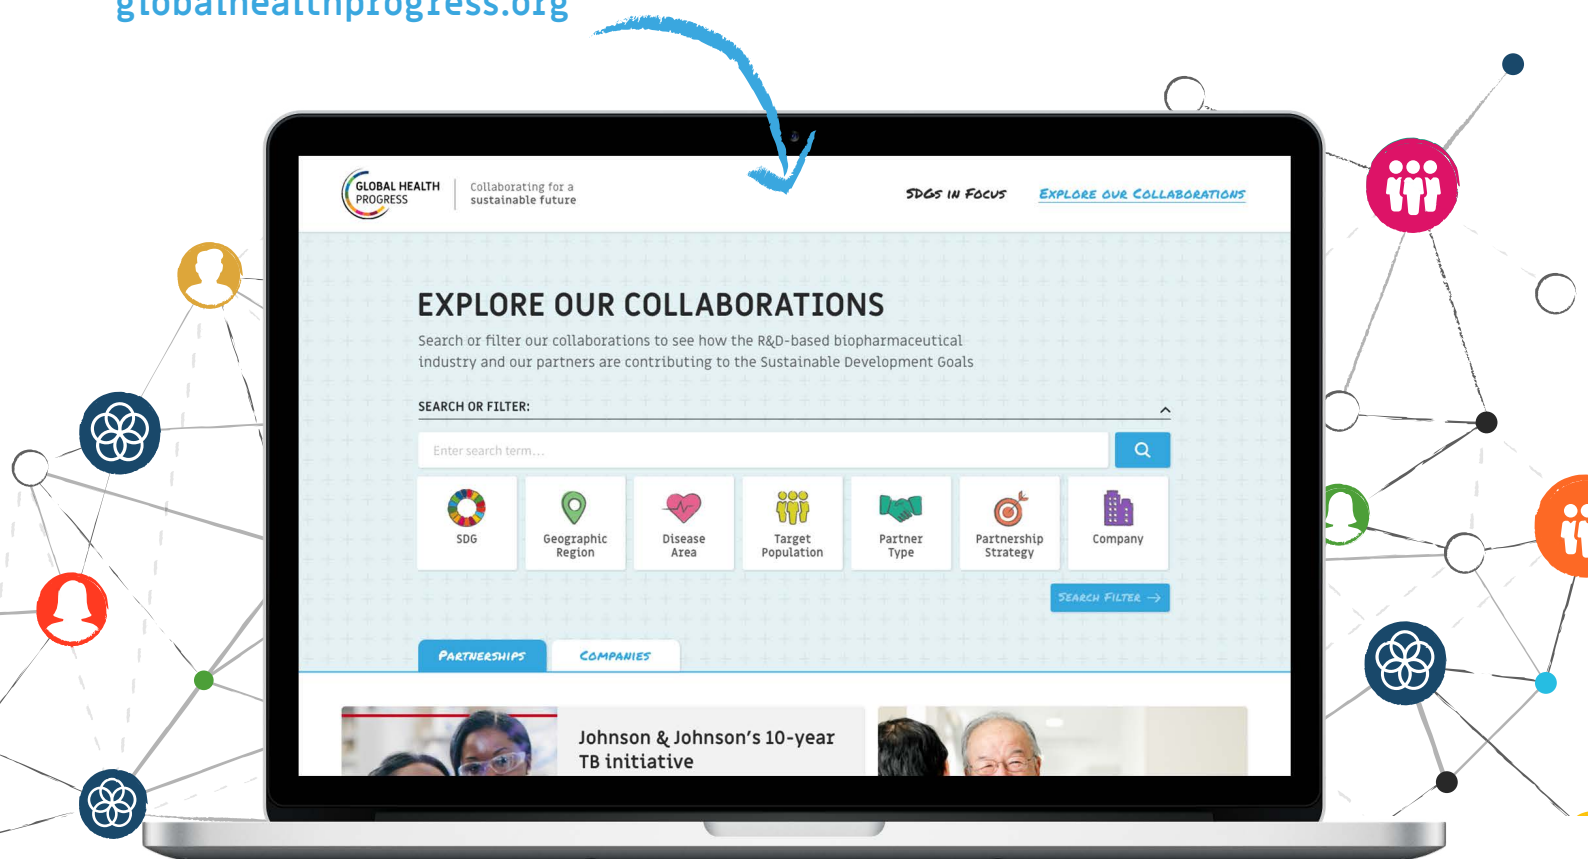 globalhealthprogress.org
GLOBAL HEALTH
PROGRESS
Collaborating for a
sustainable future
SDGs in Focus
Explore our Collaborations
EXPLORE OUR COLLABORATIONS
Search or filter our collaborations to see how the R&D-based biopharmaceutical
industry and our partners are contributing to the Sustainable Development Goals
SEARCH OR FILTER:
Enter search term...
SDG
Geographic
Region
Disease
Area
Target
Population
Partner
Type
Partnership
Strategy
Company
Search Filter →
Partnerships
Companies
Johnson & Johnson's 10-year
TB initiative